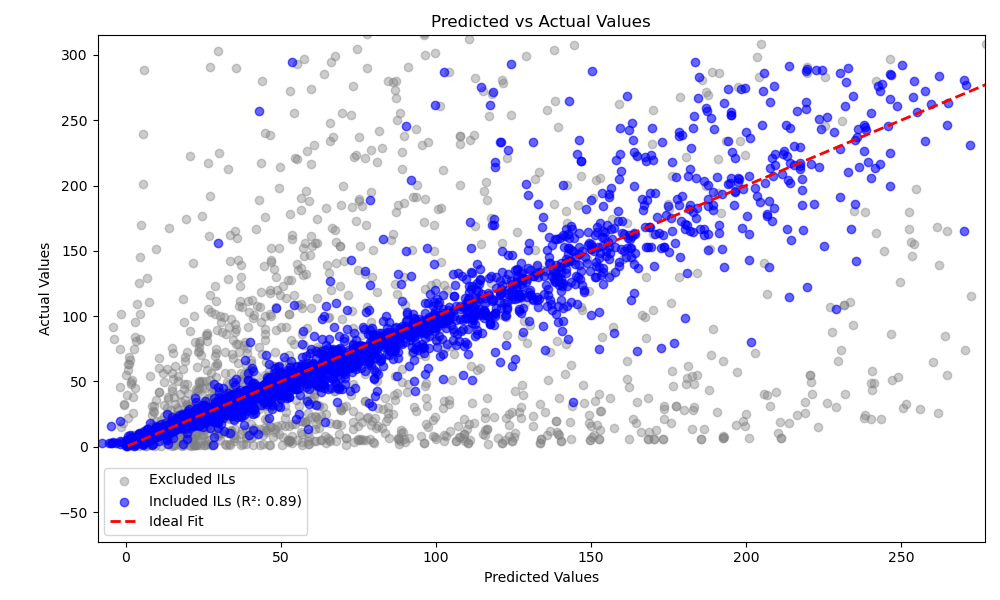 Predicted vs Actual Values
Actual Values
300
250
200
150
100
50
0
−50
Excluded ILs
Included ILs (R²: 0.89)
Ideal Fit
0 50 100 150 200 250
Predicted Values